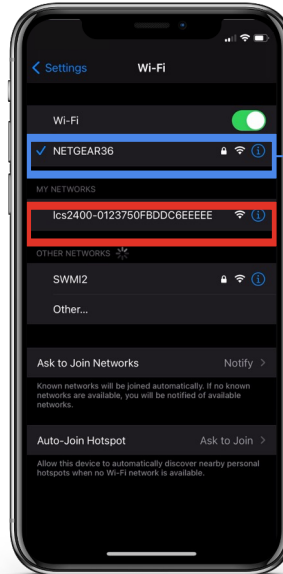 Settings
Wi-Fi
Wi-Fi
NETGEAR36
MY NETWORKS
lcs2400-0123750FBDDC6EEEEE
OTHER NETWORKS
SWMI2
Other...
Ask to Join Networks Notify
Known networks will be joined automatically. If no known
networks are available, you will be notified of available
networks.
Auto-Join Hotspot Ask to Join
Allow this device to automatically discover nearby personal
hotspots when no Wi-Fi network is available.